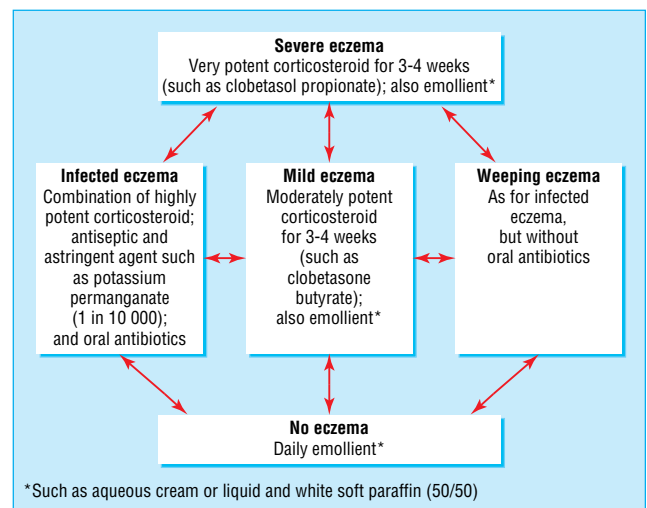 Severe eczema
Very potent corticosteroid for 3-4 weeks
(such as clobetasol propionate); also emollient*
Infected eczema
Combination of highly
potent corticosteroid;
antiseptic and
astringent agent such
as potassium
permanganate
(1 in 10 000);
and oral antibiotics
Mild eczema
Moderately potent
corticosteroid
for 3-4 weeks
(such as
clobetasone
butyrate);
also emollient*
Weeping eczema
As for infected
eczema,
but without
oral antibiotics
No eczema
Daily emollient*
*Such as aqueous cream or liquid and white soft paraffin (50/50)